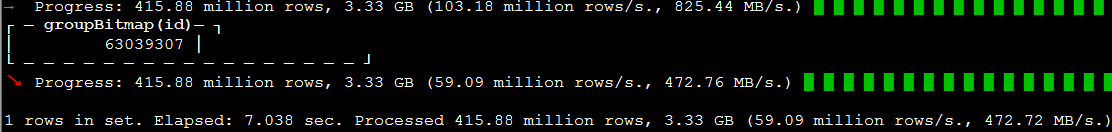 → Progress: 415.88 million rows, 3.33 GB (103.18 million rows/s., 825.44 MB/s.)
groupBitmap(id)
63039307
↘ Progress: 415.88 million rows, 3.33 GB (59.09 million rows/s., 472.76 MB/s.)
1 rows in set. Elapsed: 7.038 sec. Processed 415.88 million rows, 3.33 GB (59.09 million rows/s., 472.72 MB/s.)